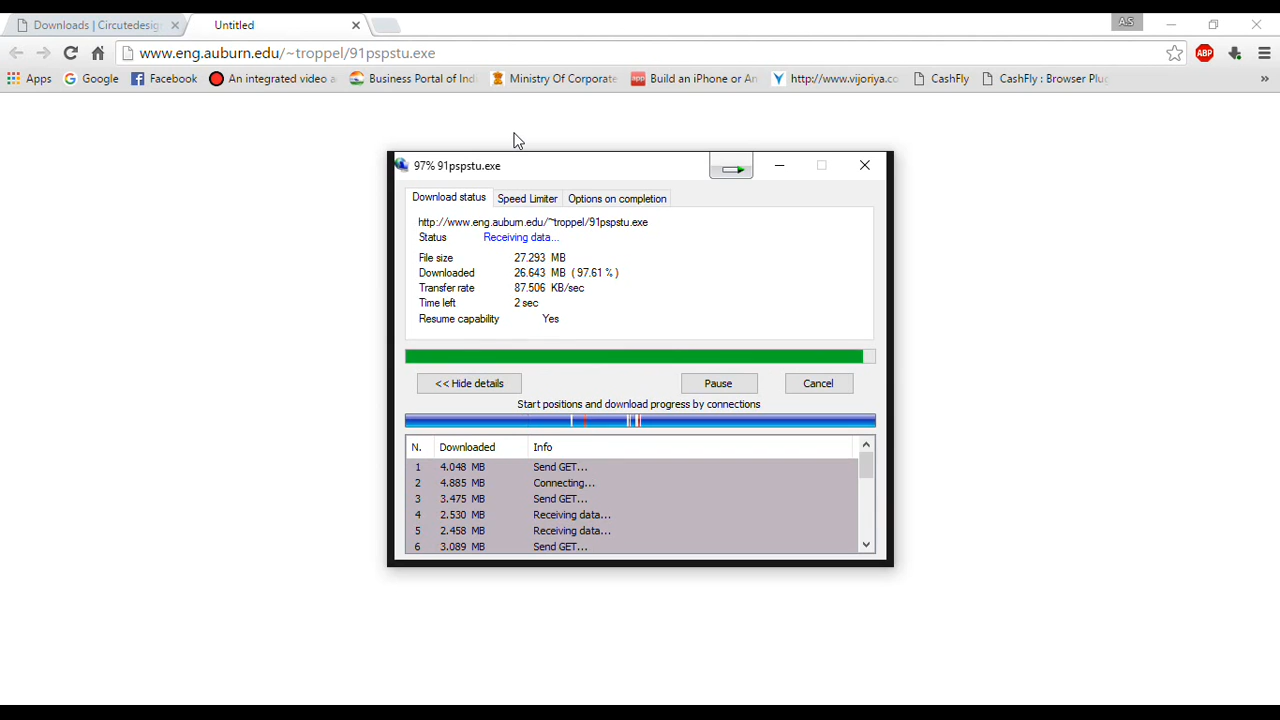 Downloads | Circutedesig
Untitled
A.S
www.eng.auburn.edu/~troppel/91pspstu.exe
ABP
Apps
Google
Facebook
An integrated video a
Business Portal of Indi
Ministry Of Corporate
app
Build an iPhone or An
http://www.vijoriya.co
CashFly
CashFly : Browser Plug
»
97% 91pspstu.exe
Download status
Speed Limiter
Options on completion
http://www.eng.auburn.edu/~troppel/91pspstu.exe
Status Receiving data...
File size 27.293 MB
Downloaded 26.643 MB ( 97.61 % )
Transfer rate 87.506 KB/sec
Time left 2 sec
Resume capability Yes
<< Hide details
Pause
Cancel
Start positions and download progress by connections
N. Downloaded Info
1 4.048 MB Send GET...
2 4.885 MB Connecting...
3 3.475 MB Send GET...
4 2.530 MB Receiving data...
5 2.458 MB Receiving data...
6 3.089 MB Send GET...